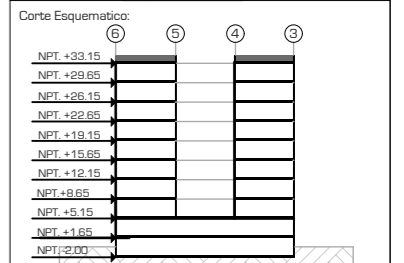 Corte Esquematico:
6 5 4 3
NPT. +33.15
NPT. +29.65
NPT. +26.15
NPT. +22.65
NPT. +19.15
NPT. +15.65
NPT. +12.15
NPT.+8.65
NPT. +5.15
NPT. +1.65
NPT.-2.00